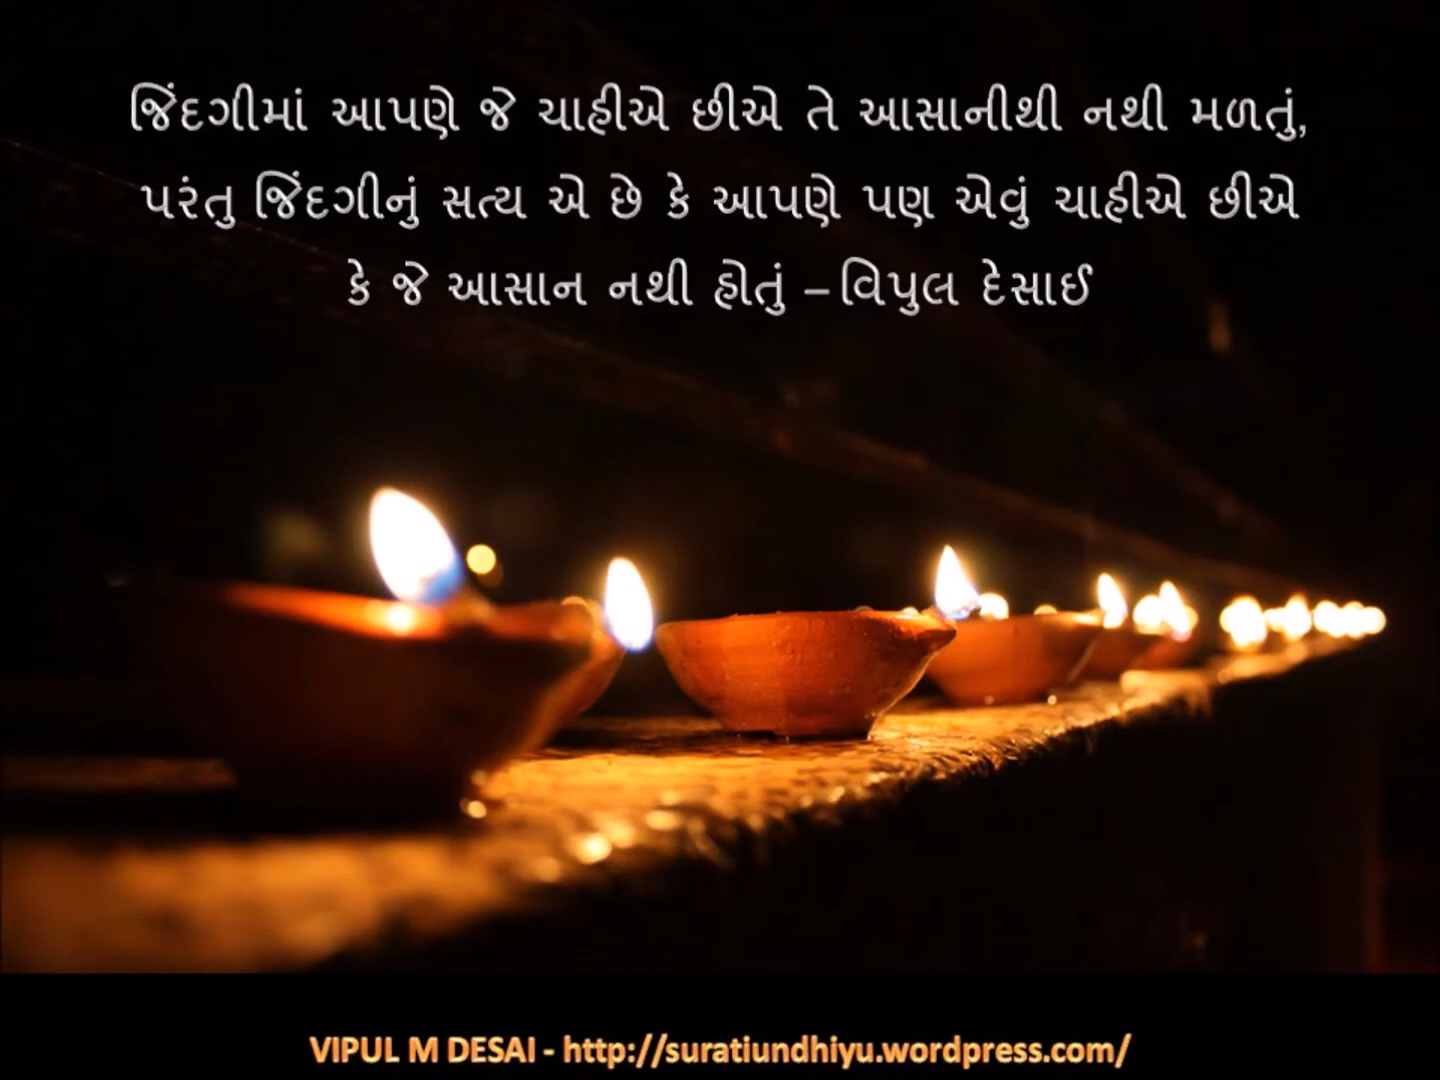 જિંદગીમાં આપણે જે ચાહીએ છીએ તે આસાનીથી નથી મળતું,
પરંતુ જિંદગીનું સત્ય એ છે કે આપણે પણ એવું ચાહીએ છીએ
કે જે આસાન નથી હોતું – વિપુલ દેસાઈ
VIPUL M DESAI - http://suratiundhiyu.wordpress.com/